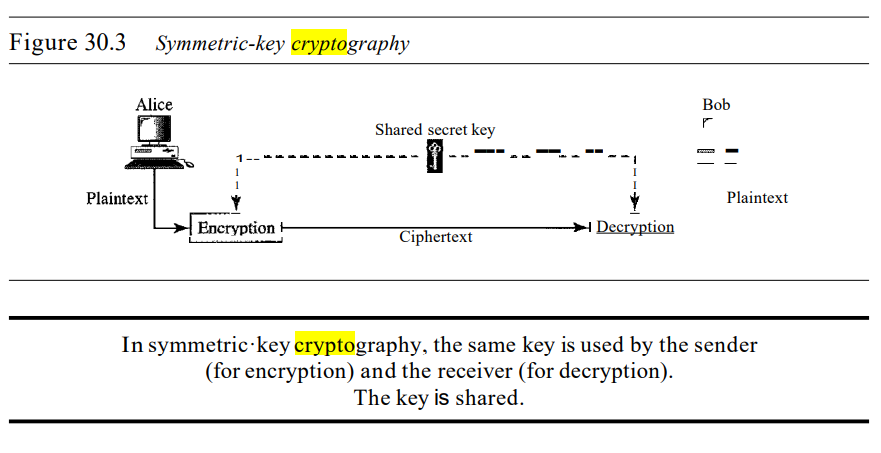 Figure 30.3 Symmetric-key cryptography
Alice
Bob
Shared secret key
Plaintext
Plaintext
Encryption
Ciphertext
Decryption
In symmetric·key cryptography, the same key is used by the sender
(for encryption) and the receiver (for decryption).
The key is shared.